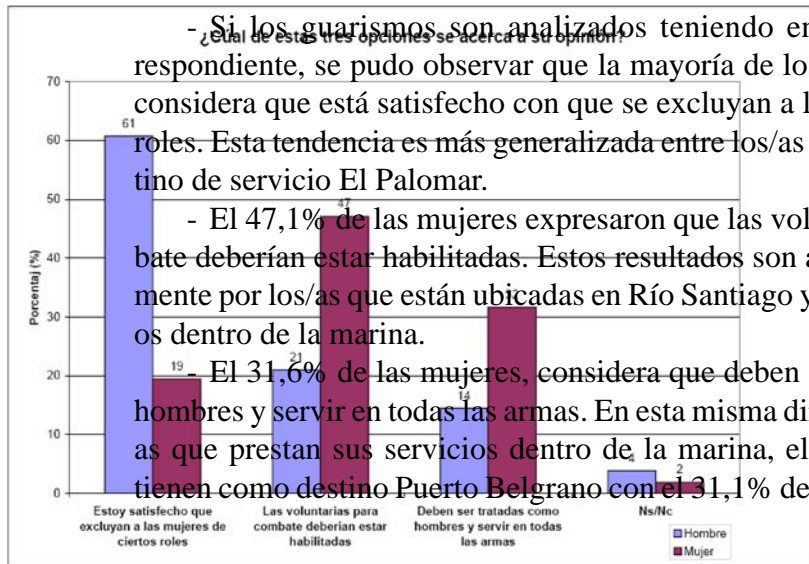 ¿Cuál de estas tres opciones se acerca a su opinión?
- Si los guarismos son analizados teniendo en
respondiente, se pudo observar que la mayoría de lo
considera que está satisfecho con que se excluyan a l
roles. Esta tendencia es más generalizada entre los/as
tino de servicio El Palomar.
- El 47,1% de las mujeres expresaron que las vol
bate deberían estar habilitadas. Estos resultados son a
mente por los/as que están ubicadas en Río Santiago y
os dentro de la marina.
- El 31,6% de las mujeres, considera que deben
hombres y servir en todas las armas. En esta misma di
as que prestan sus servicios dentro de la marina, el
tienen como destino Puerto Belgrano con el 31,1% de
Porcentaj (%)
70
60
50
40
30
20
10
0
61
19
21
47
14
4
2
Estoy satisfecho que
excluyan a las mujeres de
ciertos roles
Las voluntarias para
combate deberian estar
habilitadas
Deben ser tratadas como
hombres y servir en todas
las armas
Ns/Nc
Hombre
Mujer